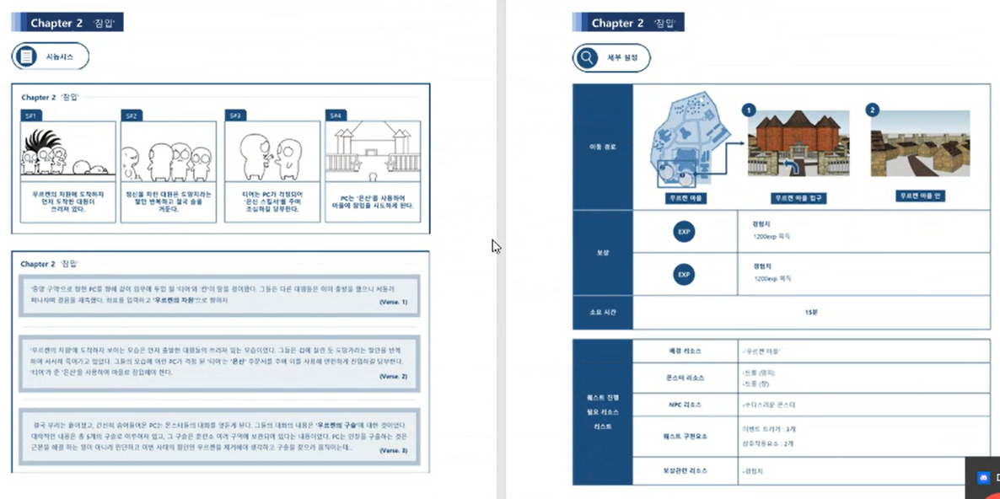 Chapter 2 '잠입'
시놉시스
Chapter 2 '잠입'
S#1
S#2
S#3
S#4
우르켄의 차원에 도착하자
먼저 도착한 대원이
쓰러져 있다.
정신을 차린 대원은 도망치라는
말만 반복하고 결국 숨을
거둔다.
티어는 PC가 걱정되어
'은신 스킬서'를 주며
조심하길 당부한다.
PC는 '은신'을 사용하여
마을에 잠입을 시도하게 된다.
Chapter 2 '잠입'
'중앙 구역'으로 향한 PC를 향해 같이 임무에 투입 될 '티어'와 '칸'이 말을 걸어왔다. 그들은 다른 대원들은 이미 출발을 했으니 서둘러
떠나자며 걸음을 재촉했다. 좌표를 입력하고 '우르켄의 차원'으로 향하자.
(Verse. 1)
'우르켄의 차원'에 도착하자 보이는 모습은 먼저 출발한 대원들의 쓰러져 있는 모습이었다. 그들은 겁에 질린 듯 도망가라는 말만을 반복
하며 서서히 죽어가고 있었다. 그들의 모습에 이런 PC가 걱정 된 '티어'는 '은신' 주문서를 주며 이를 사용해 안전하게 진입하길 당부한다.
'티어'가 준 '은신'을 사용하여 마을로 잠입해야 한다.
(Verse. 2)
결국 무리는 흩어졌고, 간신히 숨어들어온 PC는 몬스터들의 대화를 엿듣게 된다. 그들의 대화의 내용은 '우르켄의 구슬'에 대한 것이었다.
대략적인 내용은 총 5개의 구슬로 이루어져 있고, 그 구슬은 훈련소 여러 구역에 보관되어 있다는 내용이었다. PC는 인질을 구출하는 것은
근본을 해결 하는 일이 아니라 판단하고 이번 사태의 원인인 우르켄을 제거해야 생각하고 구슬을 찾으러 움직이는데...
(Verse. 3)
Chapter 2 '잠입'
세부 설정
이동 경로
1
2
우르켄 마을
우르켄 마을 입구
우르켄 마을 안
보상
EXP
경험치
1200exp 획득
EXP
경험치
1200exp 획득
소요 시간
15분
퀘스트 진행
필요 리소스
리스트
배경 리소스
-'우르켄 마을'
몬스터 리소스
-트롤 (망치)
-트롤 (창)
NPC 리소스
-수다스러운 몬스터
퀘스트 구현요소
이벤트 트리거 : 3개
상호작용요소 : 2개
보상관련 리소스
-경험치